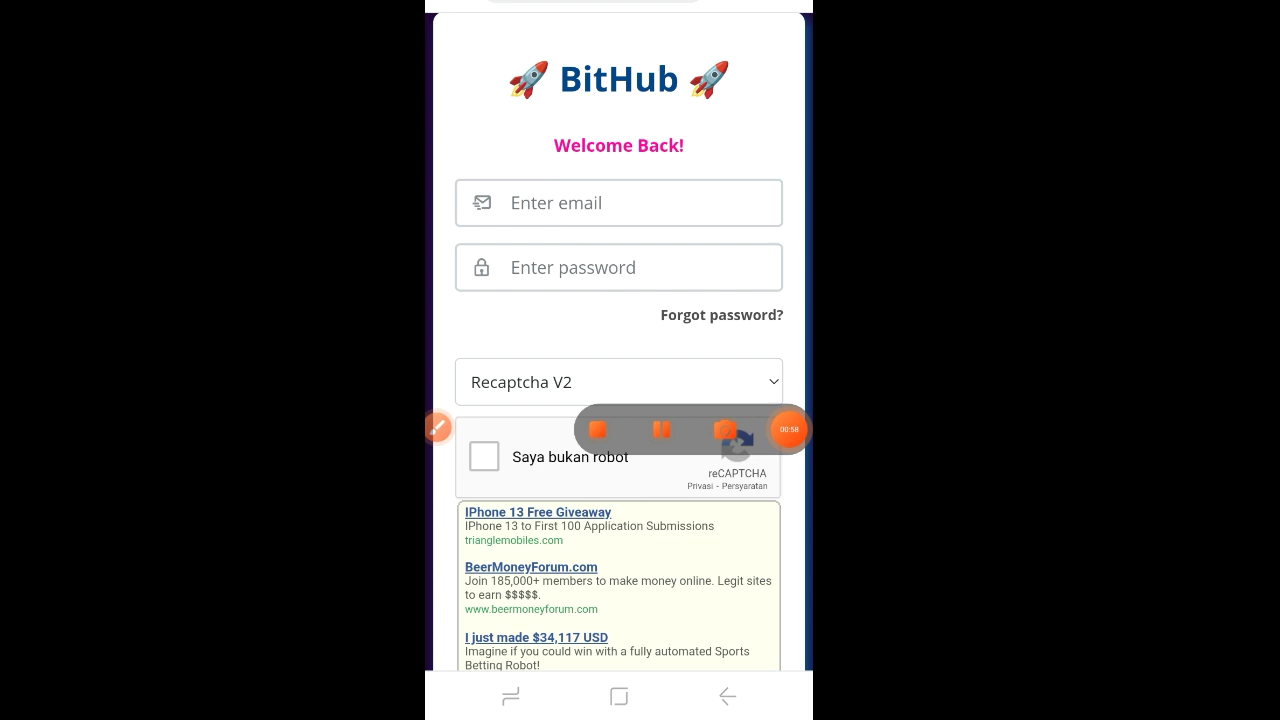 🚀 BitHub 🚀
Welcome Back!
Enter email
Enter password
Forgot password?
Recaptcha V2
00:58
Saya bukan robot
reCAPTCHA
Privasi - Persyaratan
IPhone 13 Free Giveaway
IPhone 13 to First 100 Application Submissions
trianglemobiles.com
BeerMoneyForum.com
Join 185,000+ members to make money online. Legit sites
to earn $$$$$.
www.beermoneyforum.com
I just made $34,117 USD
Imagine if you could win with a fully automated Sports
Betting Robot!